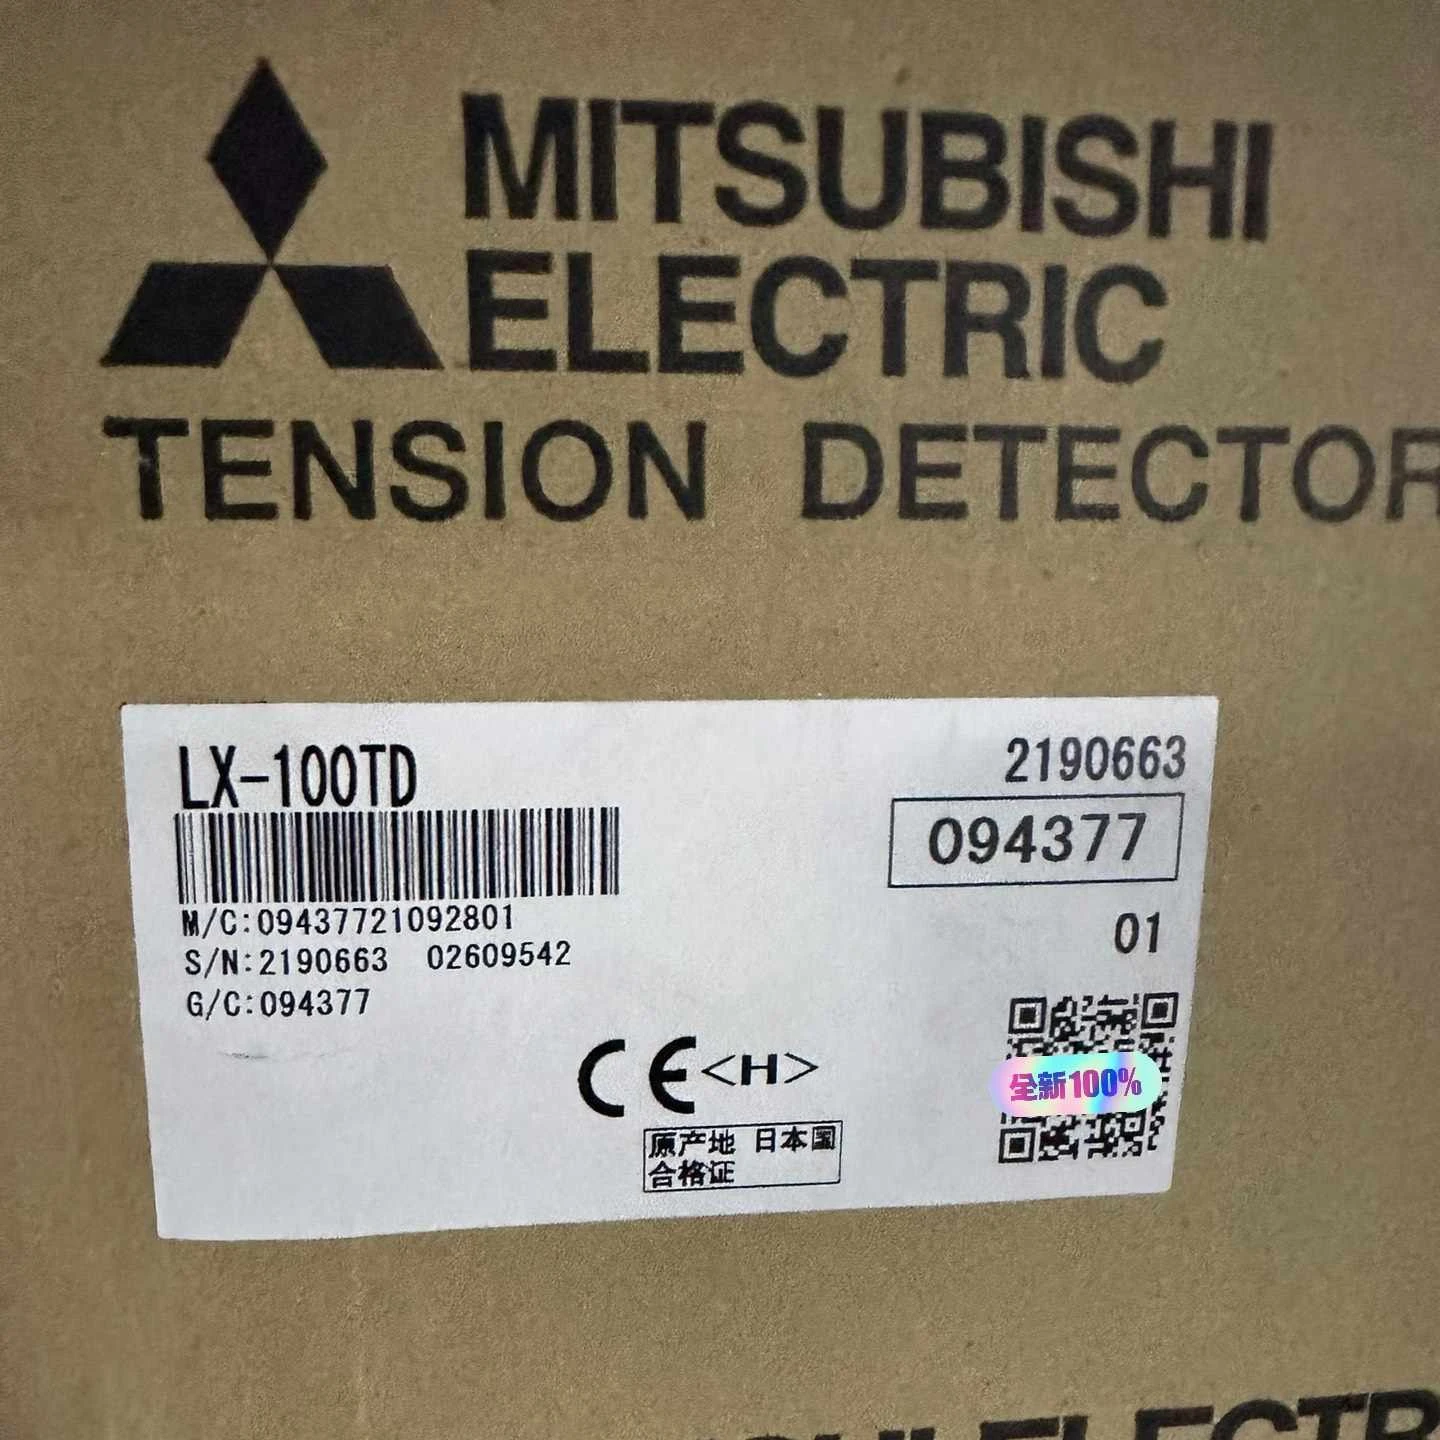 MITSUBISHI
ELECTRIC
TENSION DETECTOR
LX-100TD
2190663
094377
M/C:09437721092801
01
S/N:2190663 02609542
G/C:094377
CE<H>
全新100%
原产地 日本国
合格证
ELECTR